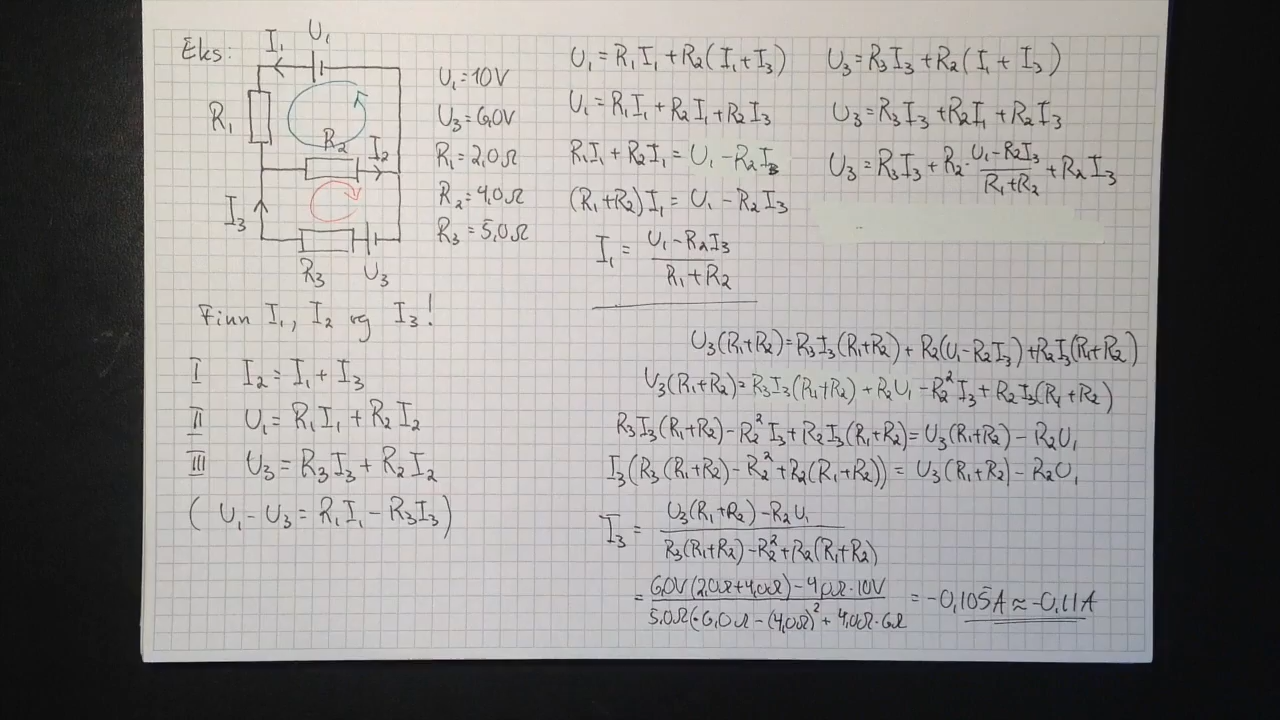 Eks:
I₁
U₁
R₁
R₂
I₂
I₃
R₃
U₃
U₁=10V
U₃=6,0V
R₁=2,0Ω
R₂=4,0Ω
R₃=5,0Ω
Finn I₁, I₂ og I₃!
I I₂=I₁+I₃
II U₁=R₁I₁+R₂I₂
III U₃=R₃I₃+R₂I₂
(U₁-U₃=R₁I₁-R₃I₃)
U₁=R₁I₁+R₂(I₁+I₃)
U₁=R₁I₁+R₂I₁+R₂I₃
R₁I₁+R₂I₁=U₁-R₂I₃
(R₁+R₂)I₁=U₁-R₂I₃
I₁=
U₁-R₂I₃
R₁+R₂
U₃=R₃I₃+R₂(I₁+I₃)
U₃=R₃I₃+R₂I₁+R₂I₃
U₃=R₃I₃+R₂·(U₁-R₂I₃)/(R₁+R₂)+R₂I₃
U₃(R₁+R₂)=R₃I₃(R₁+R₂)+R₂(U₁-R₂I₃)+R₂I₃(R₁+R₂)
U₃(R₁+R₂)=R₃I₃(R₁+R₂)+R₂U₁-R₂²I₃+R₂I₃(R₁+R₂)
R₃I₃(R₁+R₂)-R₂²I₃+R₂I₃(R₁+R₂)=U₃(R₁+R₂)-R₂U₁
I₃(R₃(R₁+R₂)-R₂²+R₂(R₁+R₂))=U₃(R₁+R₂)-R₂U₁
I₃=
U₃(R₁+R₂)-R₂U₁
R₃(R₁+R₂)-R₂²+R₂(R₁+R₂)
=
6,0V(2,0Ω+4,0Ω)-4,0Ω·10V
5,0Ω·6,0Ω-(4,0Ω)²+4,0Ω·6Ω
=-0,105A≈-0,11A